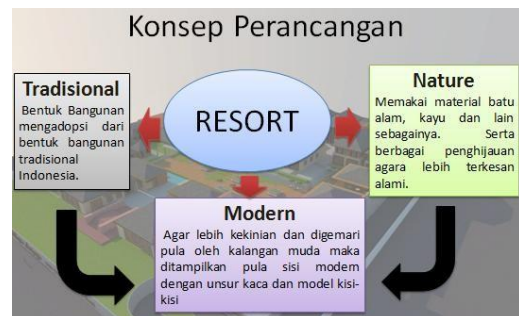 Konsep Perancangan
Tradisional
Bentuk Bangunan
mengadopsi dari
bentuk bangunan
tradisional
Indonesia.
RESORT
Nature
Memakai material batu
alam, kayu dan lain
sebagainya. Serta
berbagai penghijauan
agara lebih terkesan
alami.
Modern
Agar lebih kekinian dan digemari
pula oleh kalangan muda maka
ditampilkan pula sisi modem
dengan unsur kaca dan model kisi-
kisi